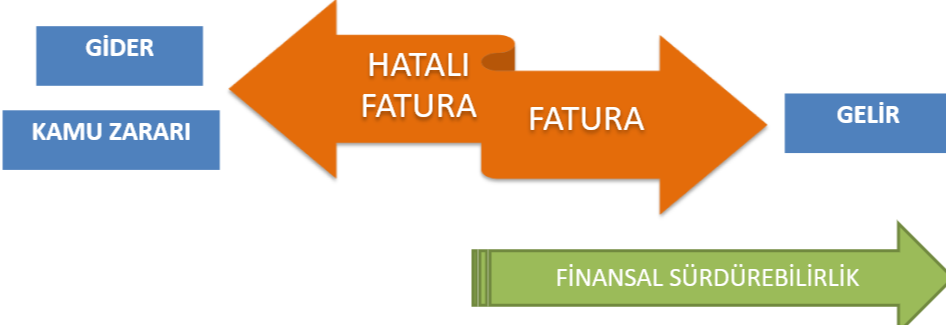 GİDER
KAMU ZARARI
HATALI
FATURA
FATURA
GELİR
FİNANSAL SÜRDÜREBİLİRLİK